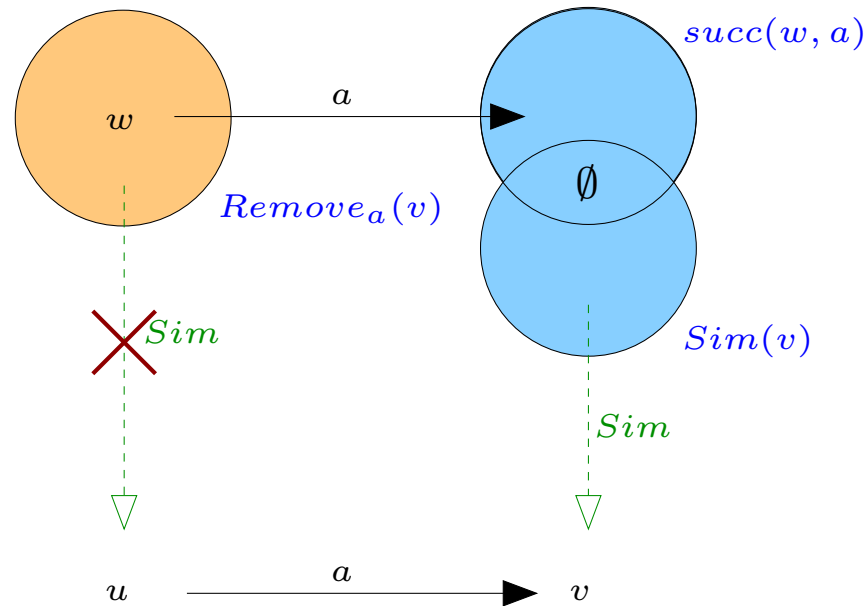 succ(w, a)
a
w
∅
Remove_a(v)
Sim
Sim(v)
Sim
a
u
v